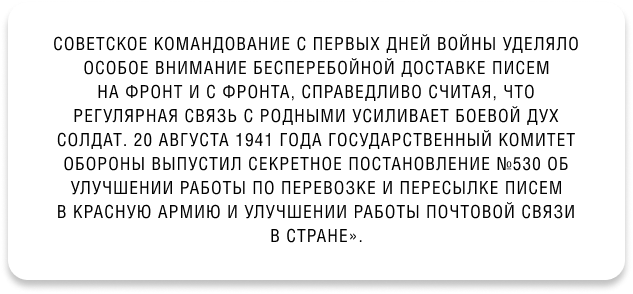 СОВЕТСКОЕ КОМАНДОВАНИЕ С ПЕРВЫХ ДНЕЙ ВОЙНЫ УДЕЛЯЛО
ОСОБОЕ ВНИМАНИЕ БЕСПЕРЕБОЙНОЙ ДОСТАВКЕ ПИСЕМ
НА ФРОНТ И С ФРОНТА, СПРАВЕДЛИВО СЧИТАЯ, ЧТО
РЕГУЛЯРНАЯ СВЯЗЬ С РОДНЫМИ УСИЛИВАЕТ БОЕВОЙ ДУХ
СОЛДАТ. 20 АВГУСТА 1941 ГОДА ГОСУДАРСТВЕННЫЙ КОМИТЕТ
ОБОРОНЫ ВЫПУСТИЛ СЕКРЕТНОЕ ПОСТАНОВЛЕНИЕ №530 ОБ
УЛУЧШЕНИИ РАБОТЫ ПО ПЕРЕВОЗКЕ И ПЕРЕСЫЛКЕ ПИСЕМ
В КРАСНУЮ АРМИЮ И УЛУЧШЕНИИ РАБОТЫ ПОЧТОВОЙ СВЯЗИ
В СТРАНЕ».